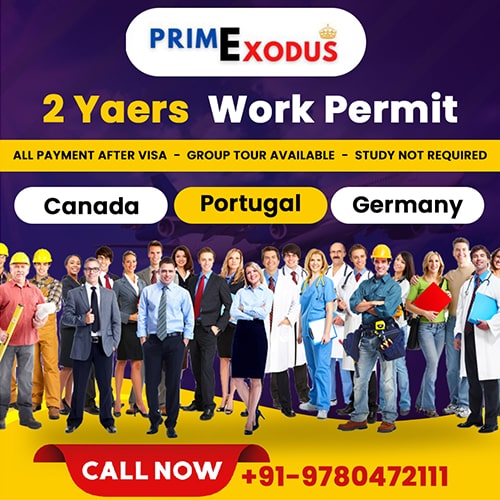 PRIMExODUS
2 Yaers Work Permit
ALL PAYMENT AFTER VISA - GROUP TOUR AVAILABLE - STUDY NOT REQUIRED
Canada Portugal Germany
CALL NOW +91-9780472111